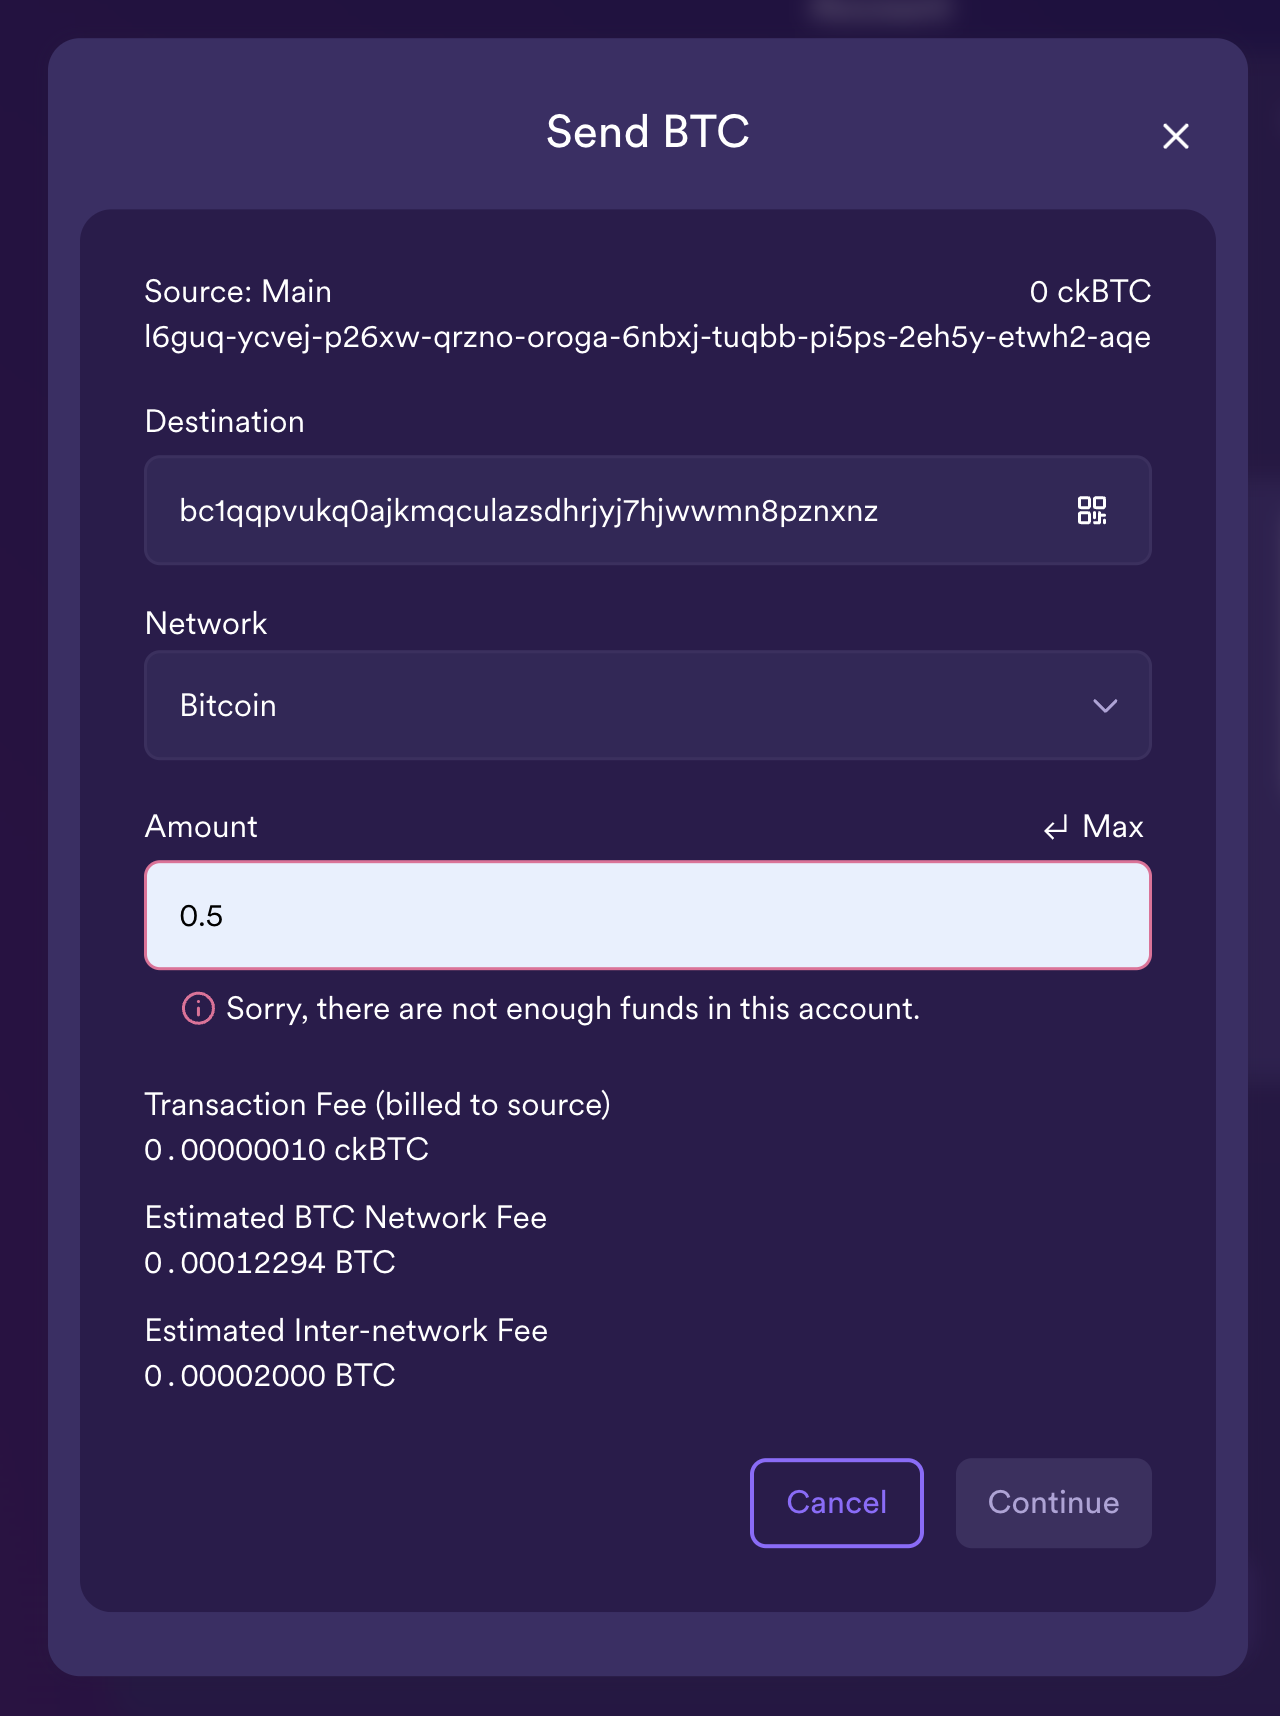 Send BTC
Source: Main 0 ckBTC
l6guq-ycvej-p26xw-qrzno-oroga-6nbxj-tuqbb-pi5ps-2eh5y-etwh2-aqe
Destination
bc1qqpvukq0ajkmqculazsdhrjyj7hjwwmn8pznxnz
Network
Bitcoin
Amount Max
0.5
Sorry, there are not enough funds in this account.
Transaction Fee (billed to source)
0.00000010 ckBTC
Estimated BTC Network Fee
0.00012294 BTC
Estimated Inter-network Fee
0.00002000 BTC
Cancel Continue